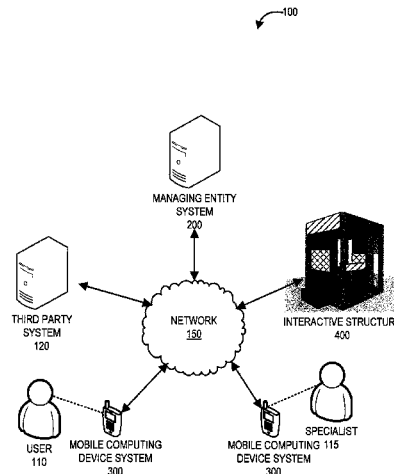 100
MANAGING ENTITY
SYSTEM
200
THIRD PARTY
SYSTEM
120
NETWORK
150
INTERACTIVE STRUCTUR
400
USER
110
MOBILE COMPUTING
DEVICE SYSTEM
300
MOBILE COMPUTING
DEVICE SYSTEM
300
SPECIALIST
115